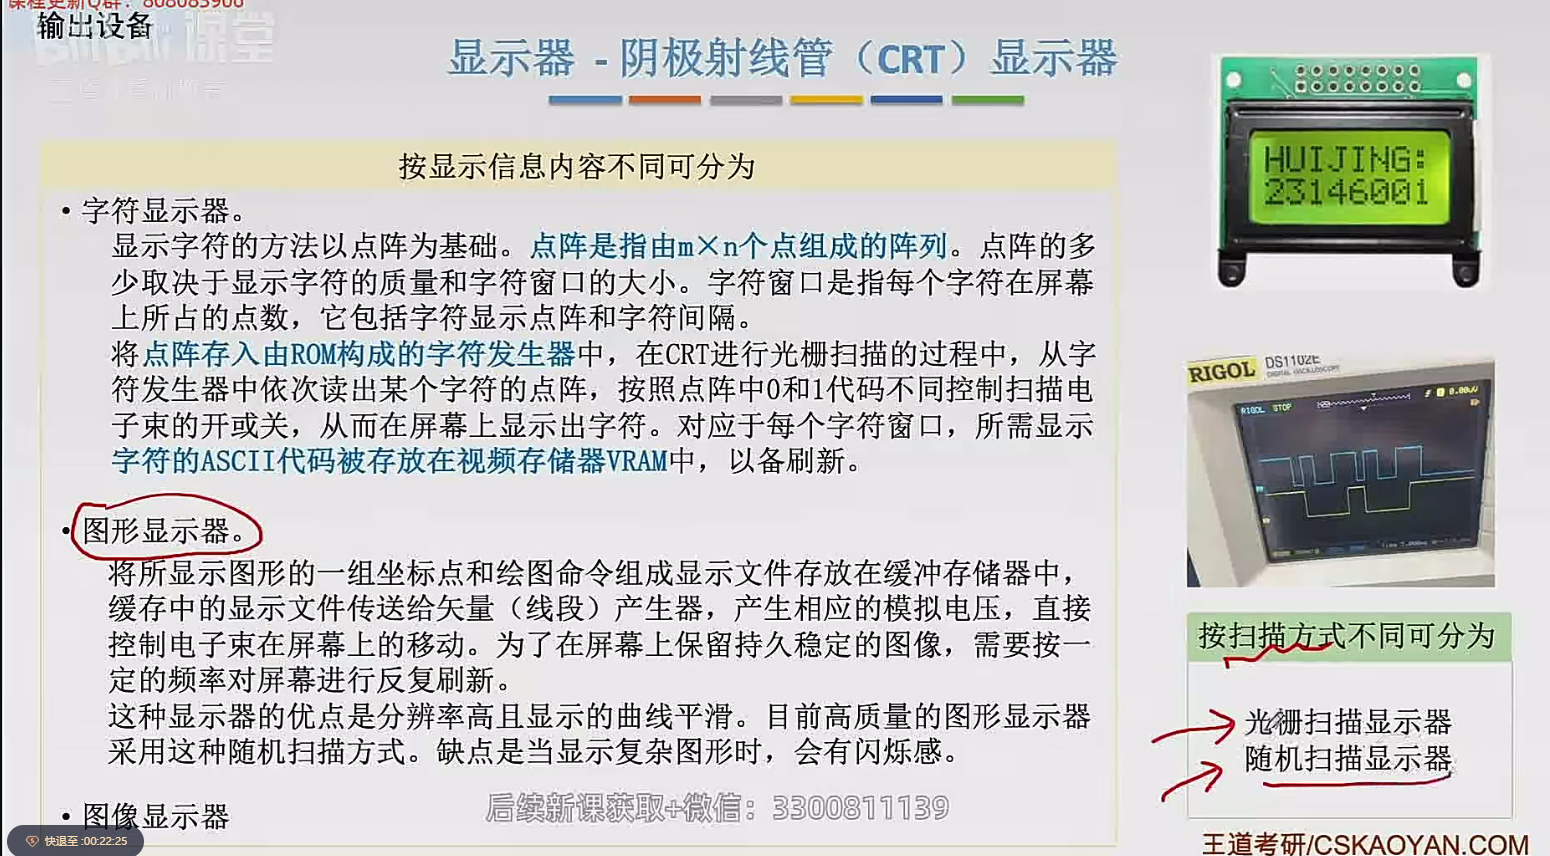 课程更新Q群：808083906
输出设备
显示器 - 阴极射线管（CRT）显示器
按显示信息内容不同可分为
• 字符显示器。
显示字符的方法以点阵为基础。点阵是指由m×n个点组成的阵列。点阵的多
少取决于显示字符的质量和字符窗口的大小。字符窗口是指每个字符在屏幕
上所占的点数，它包括字符显示点阵和字符间隔。
将点阵存入由ROM构成的字符发生器中，在CRT进行光栅扫描的过程中，从字
符发生器中依次读出某个字符的点阵，按照点阵中0和1代码不同控制扫描电
子束的开或关，从而在屏幕上显示出字符。对应于每个字符窗口，所需显示
字符的ASCII代码被存放在视频存储器VRAM中，以备刷新。
• 图形显示器。
将所显示图形的一组坐标点和绘图命令组成显示文件存放在缓冲存储器中，
缓存中的显示文件传送给矢量（线段）产生器，产生相应的模拟电压，直接
控制电子束在屏幕上的移动。为了在屏幕上保留持久稳定的图像，需要按一
定的频率对屏幕进行反复刷新。
这种显示器的优点是分辨率高且显示的曲线平滑。目前高质量的图形显示器
采用这种随机扫描方式。缺点是当显示复杂图形时，会有闪烁感。
• 图像显示器
后续新课获取+微信：3300811139
快退至 :00:22:25
HUIJING:
23146001
RIGOL DS1102E
DIGITAL OSCILLOSCOPE
RIGOL STOP
0.00uV
按扫描方式不同可分为
光栅扫描显示器
随机扫描显示器
王道考研/CSKAOYAN.COM